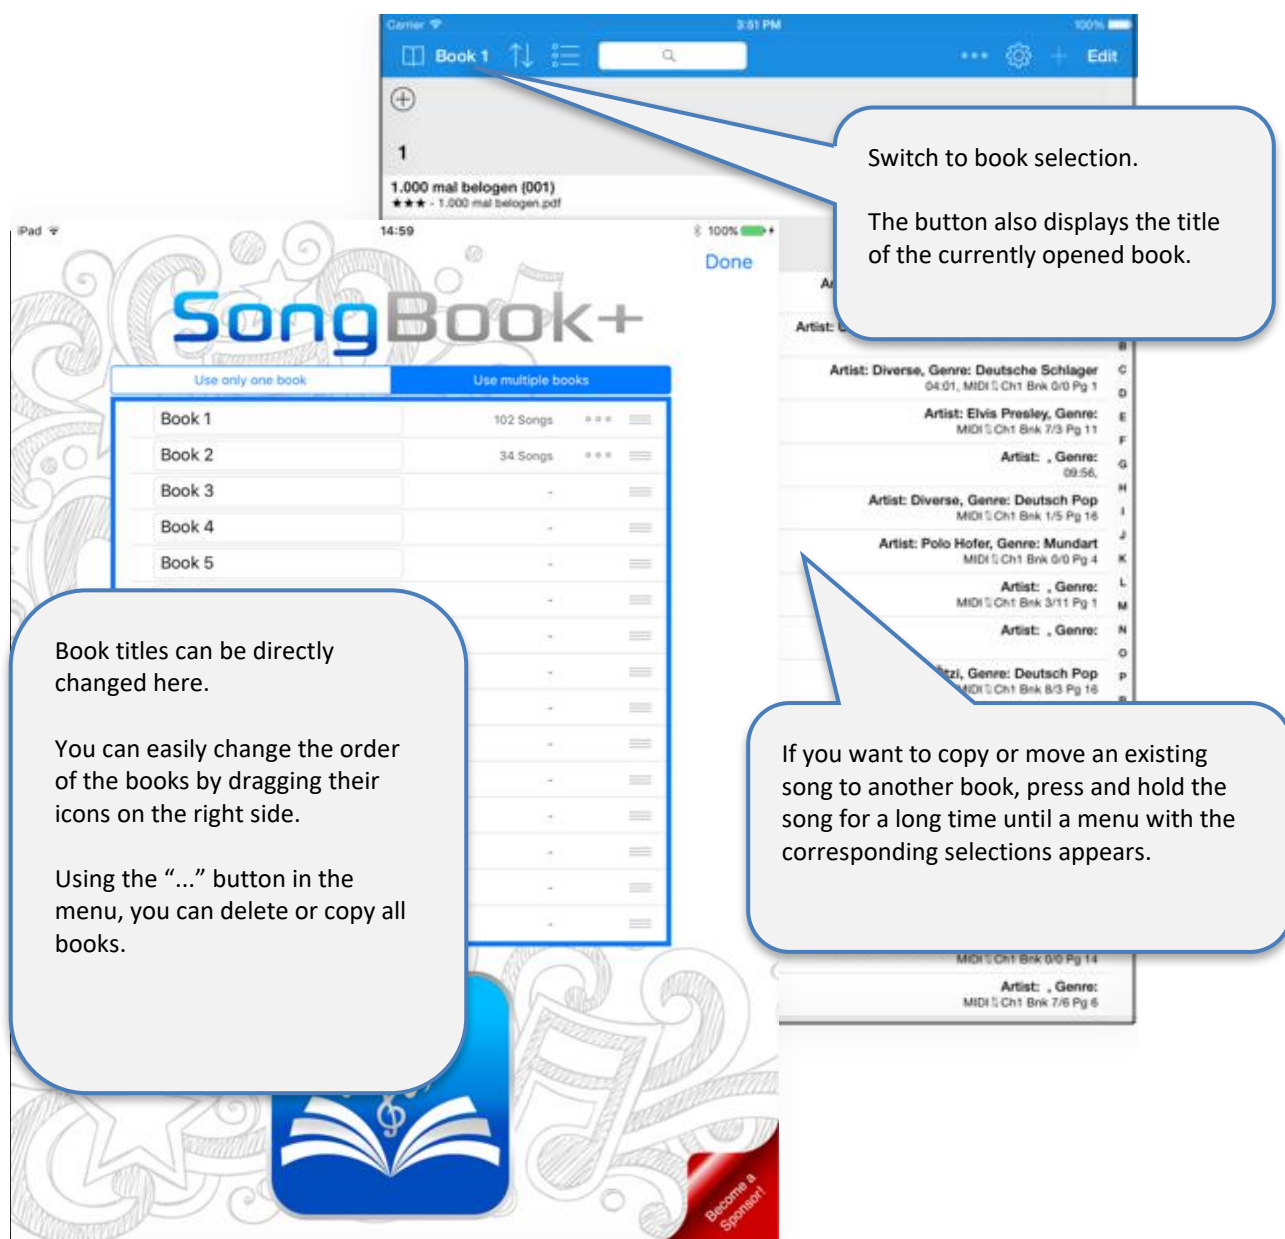 Carrier
3:51 PM
100%
Book 1
Edit
1
1.000 mal belogen (001)
★★★ - 1.000 mal belogen.pdf
Switch to book selection.
The button also displays the title
of the currently opened book.
iPad
14:59
100%
Done
SongBook+
Use only one book
Use multiple books
Book 1
102 Songs
Book 2
34 Songs
Book 3
-
Book 4
-
Book 5
-
-
-
-
-
-
-
-
-
-
-
Book titles can be directly
changed here.
You can easily change the order
of the books by dragging their
icons on the right side.
Using the “...” button in the
menu, you can delete or copy all
books.
Become a
Sponsor!
Artist:
Artist: Diverse, Genre: Deutsche Schlager
04:01, MIDI Ch1 Bnk 0/0 Pg 1
Artist: Elvis Presley, Genre:
MIDI Ch1 Bnk 7/3 Pg 11
Artist: , Genre:
09:56,
Artist: Diverse, Genre: Deutsch Pop
MIDI Ch1 Bnk 1/5 Pg 16
Artist: Polo Hofer, Genre: Mundart
MIDI Ch1 Bnk 0/0 Pg 4
Artist: , Genre:
MIDI Ch1 Bnk 3/11 Pg 1
Artist: , Genre:
Genre: Deutsch Pop
Ch1 Bnk 8/3 Pg 16
B
C
D
E
F
G
H
I
J
K
L
M
N
O
P
If you want to copy or move an existing
song to another book, press and hold the
song for a long time until a menu with the
corresponding selections appears.
MIDI Ch1 Bnk 0/0 Pg 14
Artist: , Genre:
MIDI Ch1 Bnk 7/6 Pg 6